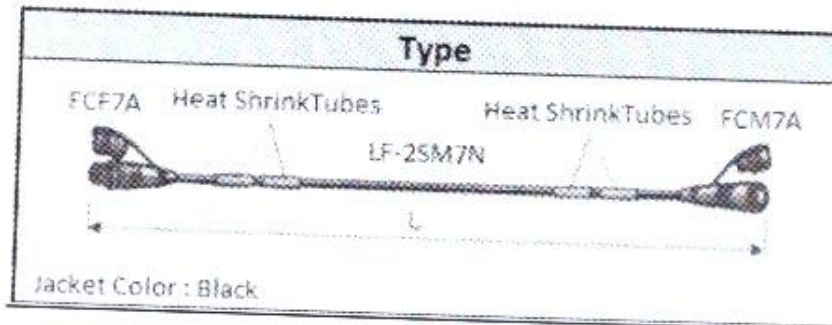 Type
FCF7A Heat ShrinkTubes Heat ShrinkTubes FCM7A
LF-2SM7N
L
Jacket Color : Black